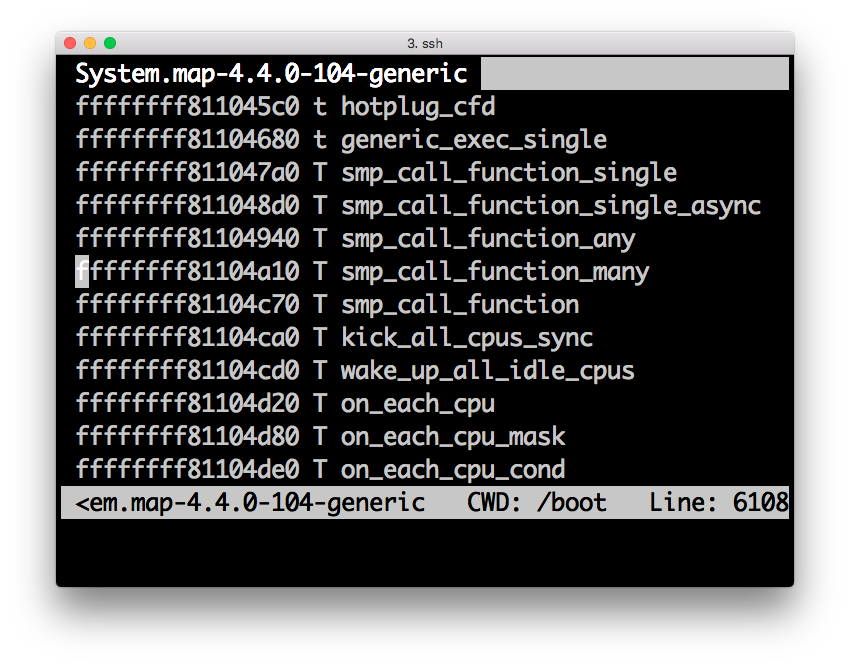 3. ssh
System.map-4.4.0-104-generic
ffffffff811045c0 t hotplug_cfd
ffffffff81104680 t generic_exec_single
ffffffff811047a0 T smp_call_function_single
ffffffff811048d0 T smp_call_function_single_async
ffffffff81104940 T smp_call_function_any
ffffffff81104a10 T smp_call_function_many
ffffffff81104c70 T smp_call_function
ffffffff81104ca0 T kick_all_cpus_sync
ffffffff81104cd0 T wake_up_all_idle_cpus
ffffffff81104d20 T on_each_cpu
ffffffff81104d80 T on_each_cpu_mask
ffffffff81104de0 T on_each_cpu_cond
<em.map-4.4.0-104-generic CWD: /boot Line: 6108